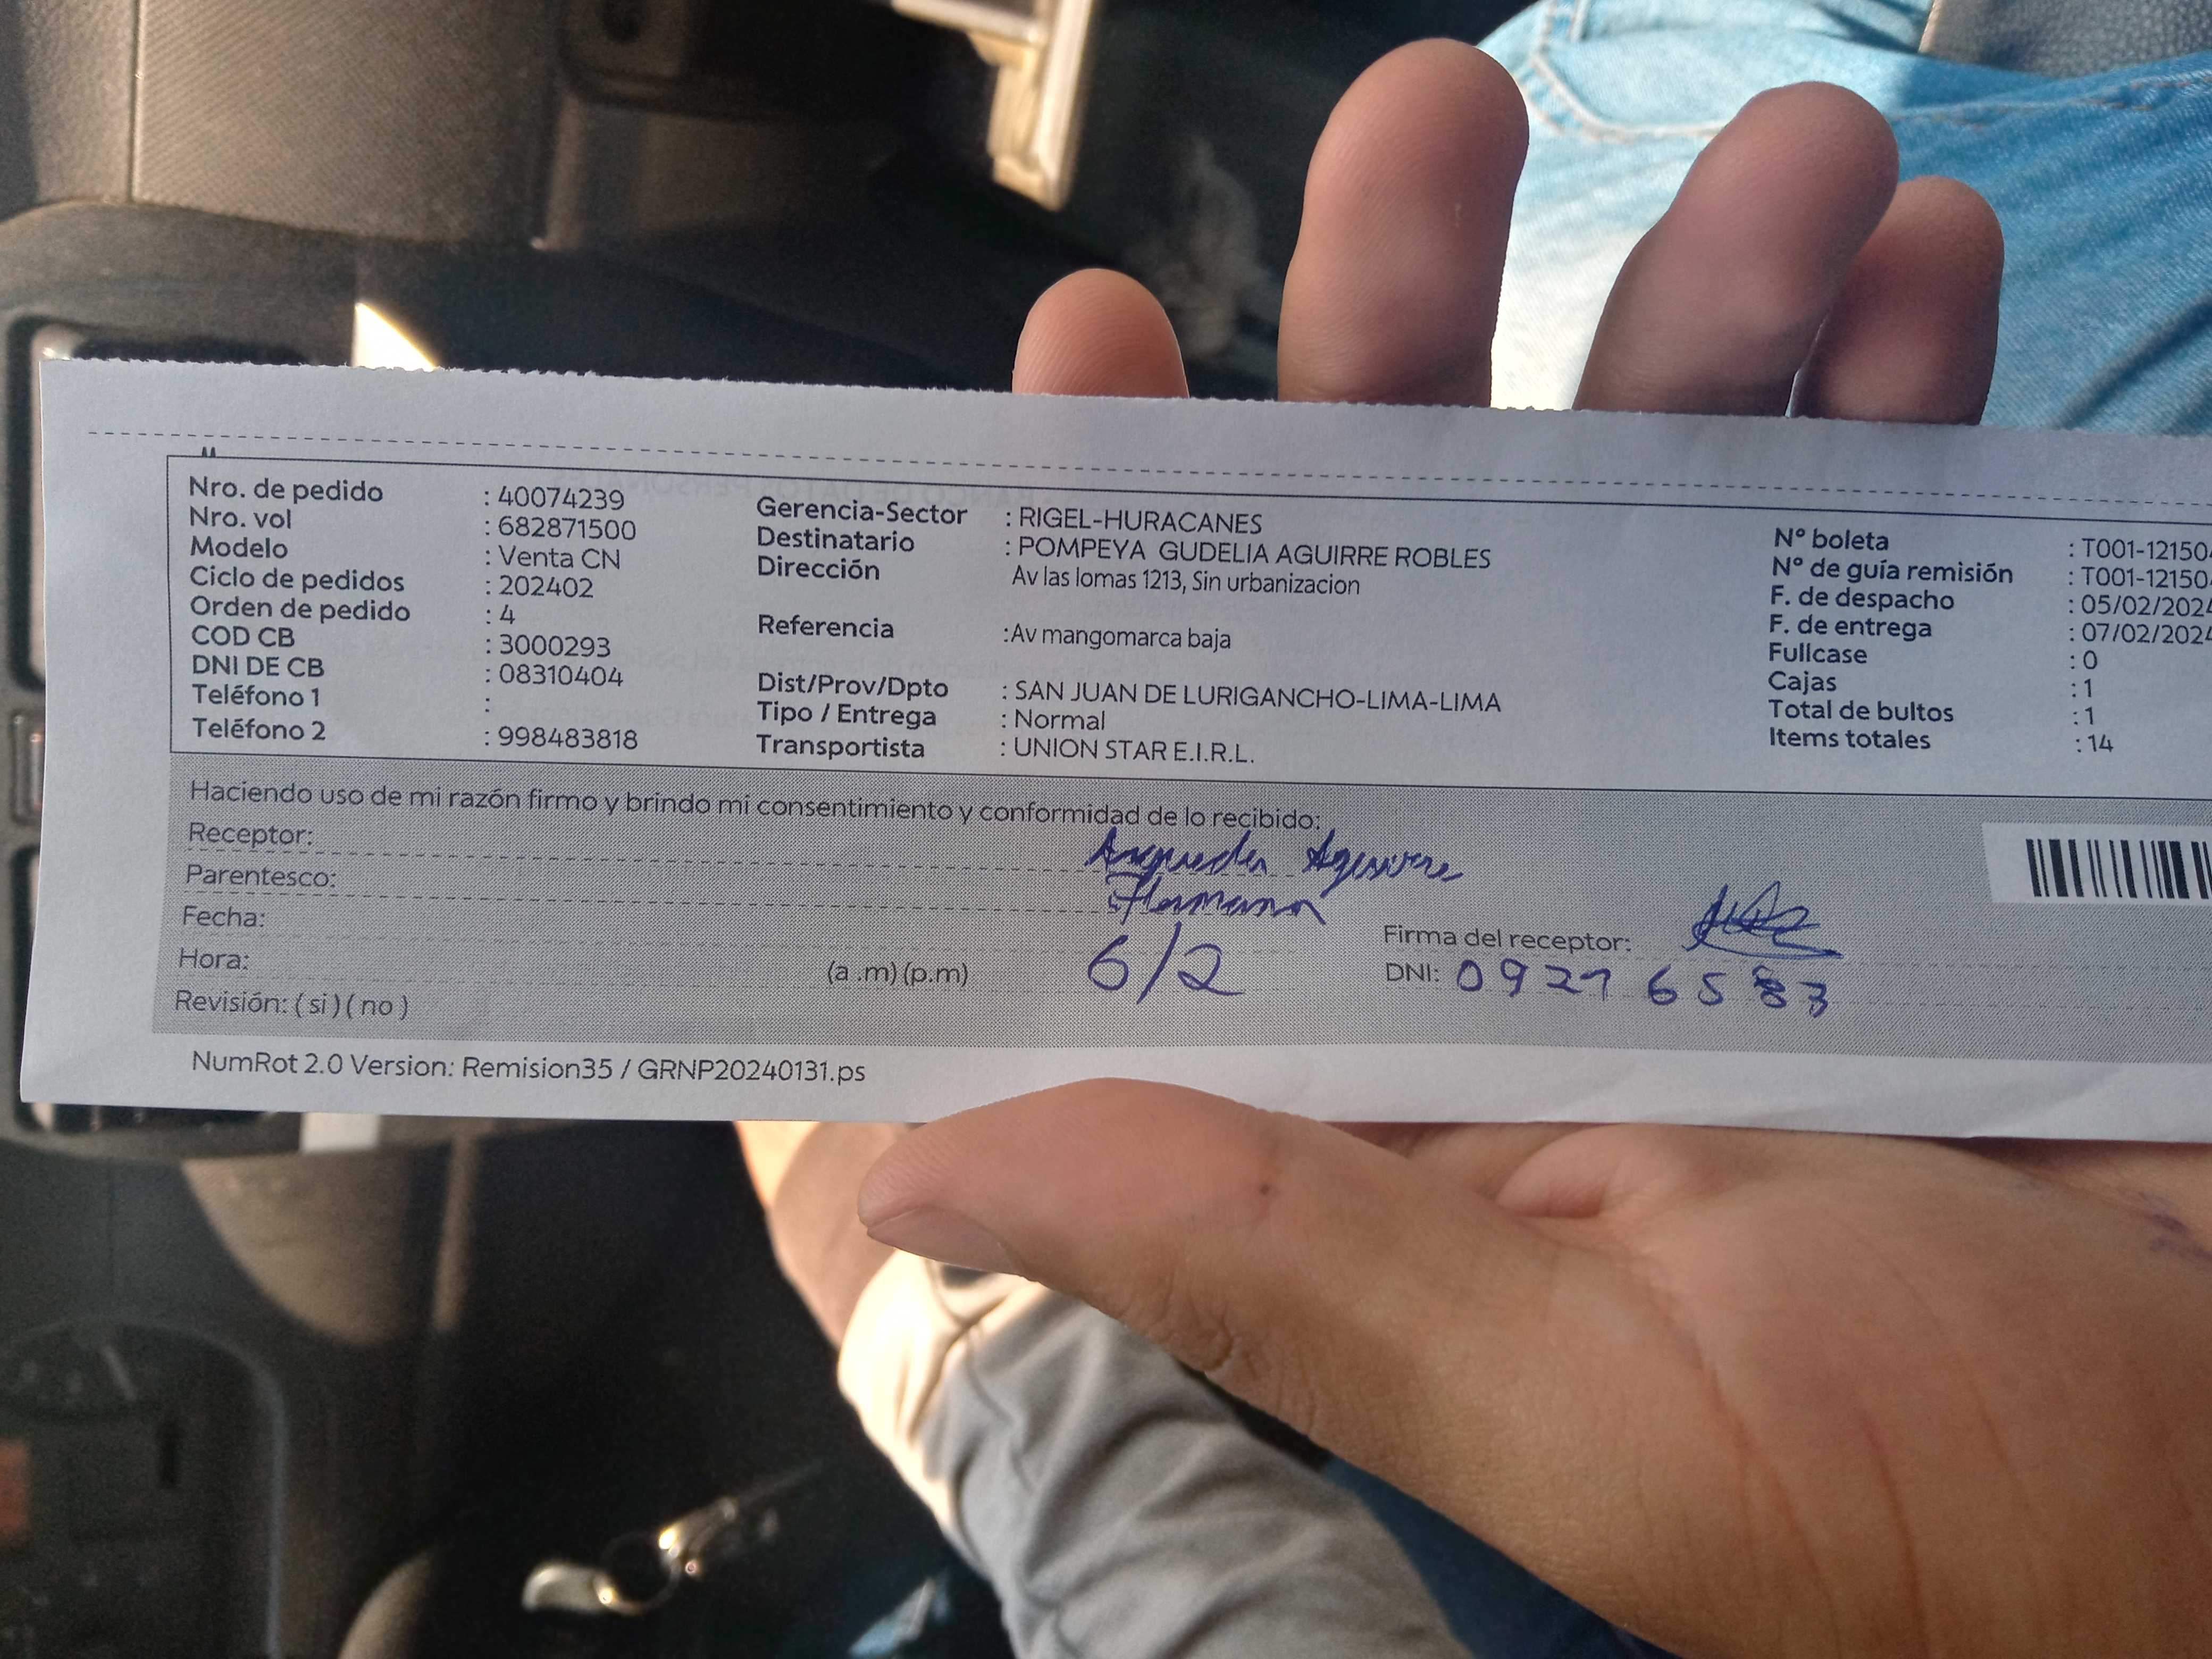 Nro. de pedido : 40074239
Nro. vol : 682871500
Modelo : Venta CN
Ciclo de pedidos : 202402
Orden de pedido : 4
COD CB : 3000293
DNI DE CB : 08310404
Teléfono 1 :
Teléfono 2 : 998483818
Gerencia-Sector : RIGEL-HURACANES
Destinatario : POMPEYA GUDELIA AGUIRRE ROBLES
Dirección Av las lomas 1213, Sin urbanizacion
Referencia :Av mangomarca baja
Dist/Prov/Dpto : SAN JUAN DE LURIGANCHO-LIMA-LIMA
Tipo / Entrega : Normal
Transportista : UNION STAR E.I.R.L.
Nº boleta : T001-12150
Nº de guía remisión : T001-12150
F. de despacho : 05/02/2024
F. de entrega : 07/02/2024
Fullcase : 0
Cajas : 1
Total de bultos : 1
Items totales : 14
Haciendo uso de mi razón firmo y brindo mi consentimiento y conformidad de lo recibido:
Receptor: Aguirre
Parentesco: Hermana
Fecha: 6/2
Hora: (a .m) (p.m)
Revisión: ( si ) ( no )
Firma del receptor:
DNI: 09276583
NumRot 2.0 Version: Remision35 / GRNP20240131.ps